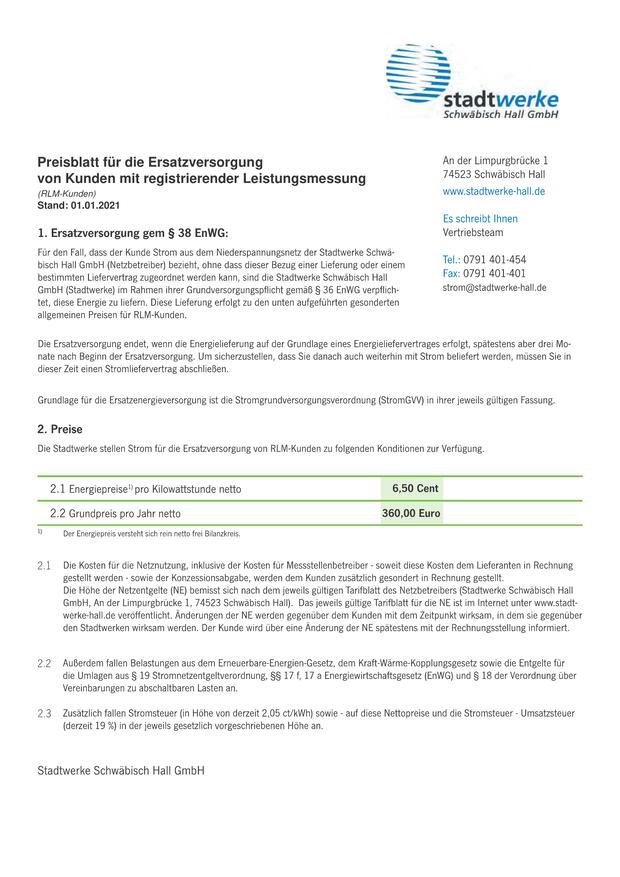 stadtwerke
Schwäbisch Hall GmbH
Preisblatt für die Ersatzversorgung
von Kunden mit registrierender Leistungsmessung
(RLM-Kunden)
Stand: 01.01.2021
An der Limpurgbrücke 1
74523 Schwäbisch Hall
www.stadtwerke-hall.de
Es schreibt Ihnen
Vertriebsteam
Tel.: 0791 401-454
Fax: 0791 401-401
strom@stadtwerke-hall.de
1. Ersatzversorgung gem § 38 EnWG:
Für den Fall, dass der Kunde Strom aus dem Niederspannungsnetz der Stadtwerke Schwä-
bisch Hall GmbH (Netzbetreiber) bezieht, ohne dass dieser Bezug einer Lieferung oder einem
bestimmten Liefervertrag zugeordnet werden kann, sind die Stadtwerke Schwäbisch Hall
GmbH (Stadtwerke) im Rahmen ihrer Grundversorgungspflicht gemäß § 36 EnWG verpflich-
tet, diese Energie zu liefern. Diese Lieferung erfolgt zu den unten aufgeführten gesonderten
allgemeinen Preisen für RLM-Kunden.
Die Ersatzversorgung endet, wenn die Energielieferung auf der Grundlage eines Energieliefervertrages erfolgt, spätestens aber drei Mo-
nate nach Beginn der Ersatzversorgung. Um sicherzustellen, dass Sie danach auch weiterhin mit Strom beliefert werden, müssen Sie in
dieser Zeit einen Stromliefervertrag abschließen.
Grundlage für die Ersatzenergieversorgung ist die Stromgrundversorgungsverordnung (StromGVV) in ihrer jeweils gültigen Fassung.
2. Preise
Die Stadtwerke stellen Strom für die Ersatzversorgung von RLM-Kunden zu folgenden Konditionen zur Verfügung.
2.1 Energiepreise1) pro Kilowattstunde netto 6,50 Cent
2.2 Grundpreis pro Jahr netto 360,00 Euro
1) Der Energiepreis versteht sich rein netto frei Bilanzkreis.
2.1 Die Kosten für die Netznutzung, inklusive der Kosten für Messstellenbetreiber - soweit diese Kosten dem Lieferanten in Rechnung
gestellt werden - sowie der Konzessionsabgabe, werden dem Kunden zusätzlich gesondert in Rechnung gestellt.
Die Höhe der Netzentgelte (NE) bemisst sich nach dem jeweils gültigen Tarifblatt des Netzbetreibers (Stadtwerke Schwäbisch Hall
GmbH, An der Limpurgbrücke 1, 74523 Schwäbisch Hall). Das jeweils gültige Tarifblatt für die NE ist im Internet unter www.stadt-
werke-hall.de veröffentlicht. Änderungen der NE werden gegenüber dem Kunden mit dem Zeitpunkt wirksam, in dem sie gegenüber
den Stadtwerken wirksam werden. Der Kunde wird über eine Änderung der NE spätestens mit der Rechnungsstellung informiert.
2.2 Außerdem fallen Belastungen aus dem Erneuerbare-Energien-Gesetz, dem Kraft-Wärme-Kopplungsgesetz sowie die Entgelte für
die Umlagen aus § 19 Stromnetzentgeltverordnung, §§ 17 f, 17 a Energiewirtschaftsgesetz (EnWG) und § 18 der Verordnung über
Vereinbarungen zu abschaltbaren Lasten an.
2.3 Zusätzlich fallen Stromsteuer (in Höhe von derzeit 2,05 ct/kWh) sowie - auf diese Nettopreise und die Stromsteuer - Umsatzsteuer
(derzeit 19 %) in der jeweils gesetzlich vorgeschriebenen Höhe an.
Stadtwerke Schwäbisch Hall GmbH